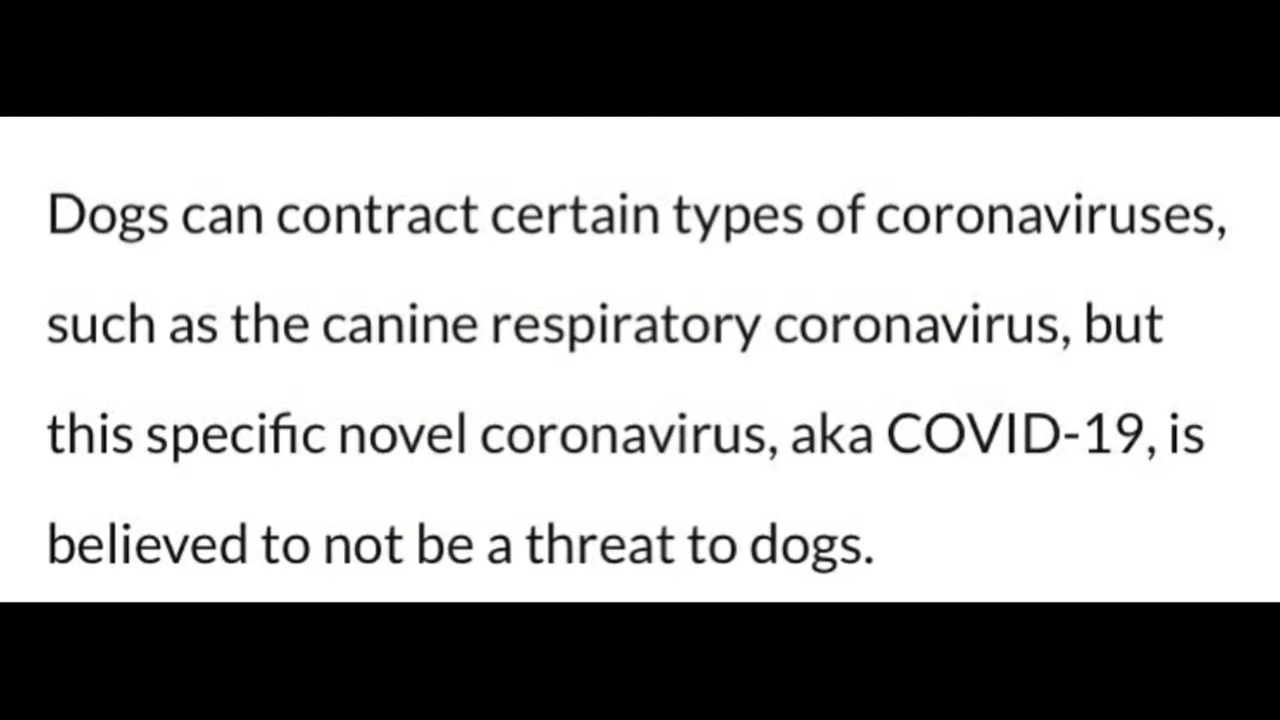 Dogs can contract certain types of coronaviruses,
such as the canine respiratory coronavirus, but
this specific novel coronavirus, aka COVID-19, is
believed to not be a threat to dogs.